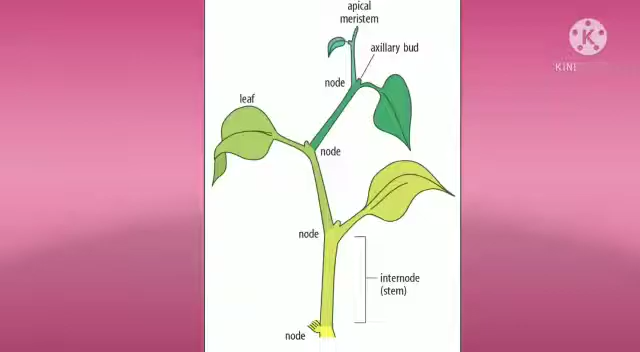 apical
meristem
axillary bud
node
leaf
node
node
internode
(stem)
node
K
KINE